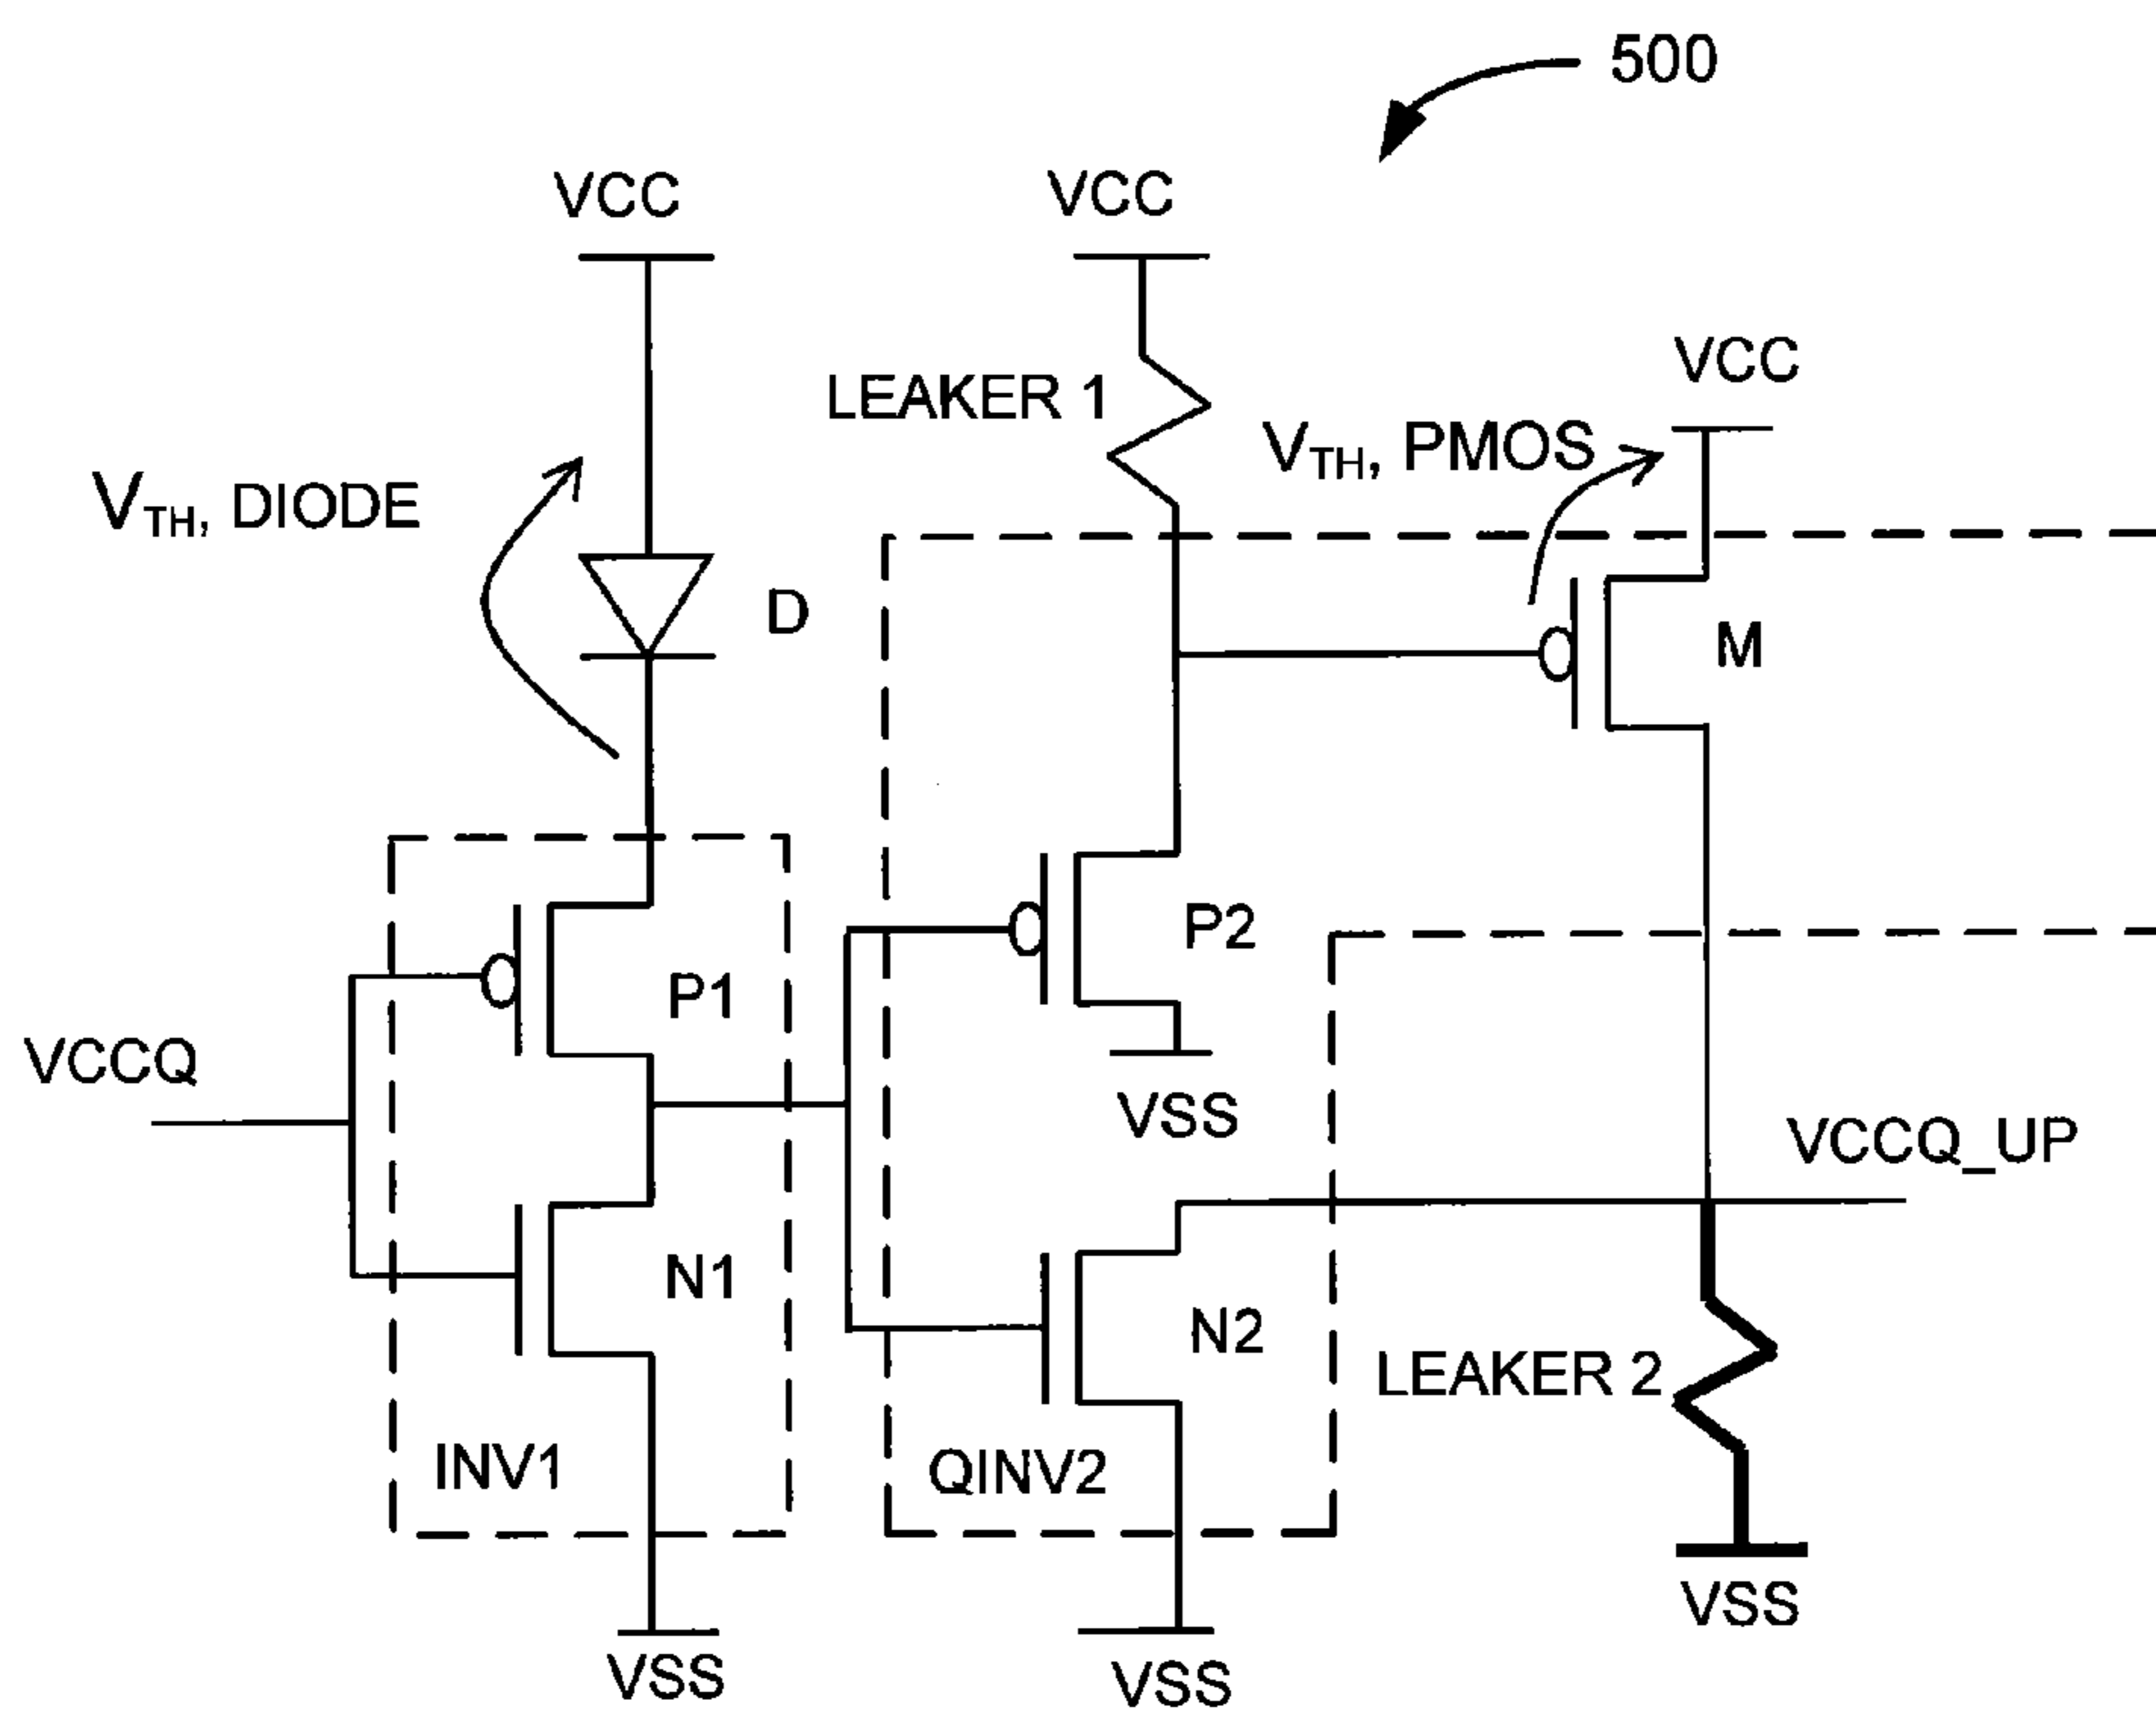 500
VCC
VCC
VCC
LEAKER 1
VTH, PMOS
VTH, DIODE
D
M
P2
P1
VCCQ
VSS
VCCQ_UP
N1
N2
LEAKER 2
INV1
QINV2
VSS
VSS
VSS